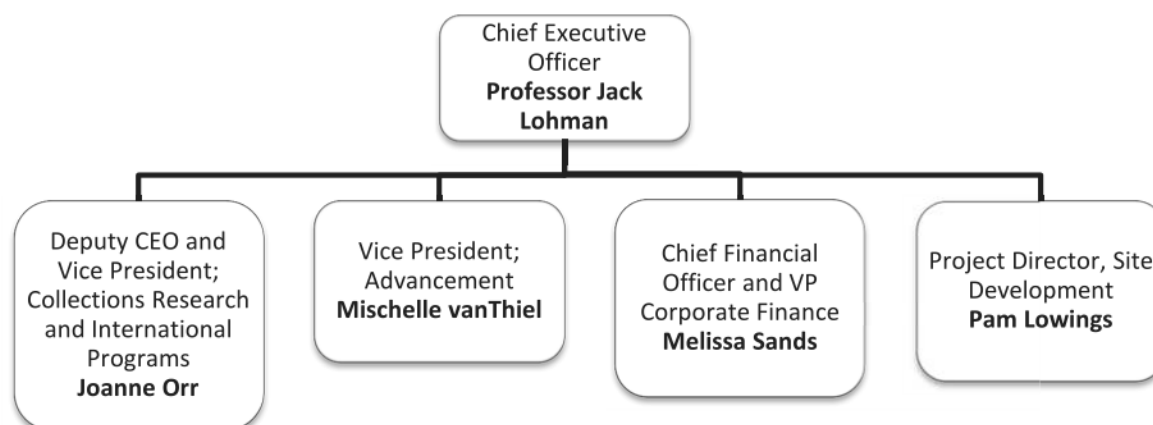 Chief Executive
Officer
Professor Jack
Lohman
Deputy CEO and
Vice President;
Collections Research
and International
Programs
Joanne Orr
Vice President;
Advancement
Mischelle vanThiel
Chief Financial
Officer and VP
Corporate Finance
Melissa Sands
Project Director, Site
Development
Pam Lowings